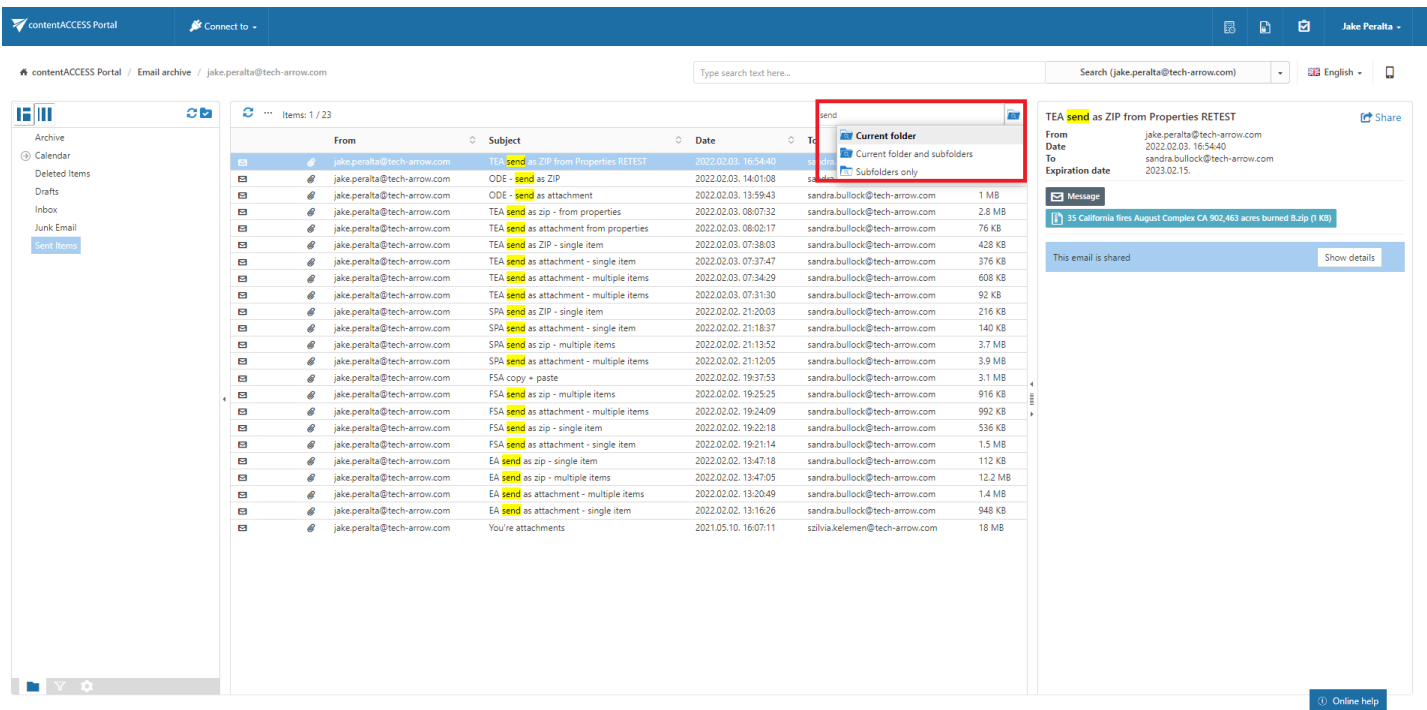 contentACCESS Portal Connect to Jake Peralta
contentACCESS Portal / Email archive / jake.peralta@tech-arrow.com Type search text here... Search (jake.peralta@tech-arrow.com) English
Items: 1 / 23 send
Archive
Calendar
Deleted Items
Drafts
Inbox
Junk Email
Sent Items
From Subject Date To
Current folder
Current folder and subfolders
Subfolders only
jake.peralta@tech-arrow.com TEA send as ZIP from Properties RETEST 2022.02.03. 16:54:40
jake.peralta@tech-arrow.com ODE - send as ZIP 2022.02.03. 14:01:08
jake.peralta@tech-arrow.com ODE - send as attachment 2022.02.03. 13:59:43 sandra.bullock@tech-arrow.com 1 MB
jake.peralta@tech-arrow.com TEA send as zip - from properties 2022.02.03. 08:07:32 sandra.bullock@tech-arrow.com 2.8 MB
jake.peralta@tech-arrow.com TEA send as attachment from properties 2022.02.03. 08:02:17 sandra.bullock@tech-arrow.com 76 KB
jake.peralta@tech-arrow.com TEA send as ZIP - single item 2022.02.03. 07:38:03 sandra.bullock@tech-arrow.com 428 KB
jake.peralta@tech-arrow.com TEA send as attachment - single item 2022.02.03. 07:37:47 sandra.bullock@tech-arrow.com 376 KB
jake.peralta@tech-arrow.com TEA send as attachment - multiple items 2022.02.03. 07:34:29 sandra.bullock@tech-arrow.com 608 KB
jake.peralta@tech-arrow.com TEA send as attachment - multiple items 2022.02.03. 07:31:30 sandra.bullock@tech-arrow.com 92 KB
jake.peralta@tech-arrow.com SPA send as ZIP - single item 2022.02.02. 21:20:03 sandra.bullock@tech-arrow.com 216 KB
jake.peralta@tech-arrow.com SPA send as attachment - single item 2022.02.02. 21:18:37 sandra.bullock@tech-arrow.com 140 KB
jake.peralta@tech-arrow.com SPA send as zip - multiple items 2022.02.02. 21:13:52 sandra.bullock@tech-arrow.com 3.7 MB
jake.peralta@tech-arrow.com SPA send as attachment - multiple items 2022.02.02. 21:12:05 sandra.bullock@tech-arrow.com 3.9 MB
jake.peralta@tech-arrow.com FSA copy + paste 2022.02.02. 19:37:53 sandra.bullock@tech-arrow.com 3.1 MB
jake.peralta@tech-arrow.com FSA send as zip - multiple items 2022.02.02. 19:25:25 sandra.bullock@tech-arrow.com 916 KB
jake.peralta@tech-arrow.com FSA send as attachment - multiple items 2022.02.02. 19:24:09 sandra.bullock@tech-arrow.com 992 KB
jake.peralta@tech-arrow.com FSA send as zip - single item 2022.02.02. 19:22:18 sandra.bullock@tech-arrow.com 536 KB
jake.peralta@tech-arrow.com FSA send as attachment - single item 2022.02.02. 19:21:14 sandra.bullock@tech-arrow.com 1.5 MB
jake.peralta@tech-arrow.com EA send as zip - single item 2022.02.02. 13:47:18 sandra.bullock@tech-arrow.com 112 KB
jake.peralta@tech-arrow.com EA send as zip - multiple items 2022.02.02. 13:47:05 sandra.bullock@tech-arrow.com 12.2 MB
jake.peralta@tech-arrow.com EA send as attachment - multiple items 2022.02.02. 13:20:49 sandra.bullock@tech-arrow.com 1.4 MB
jake.peralta@tech-arrow.com EA send as attachment - single item 2022.02.02. 13:16:26 sandra.bullock@tech-arrow.com 948 KB
jake.peralta@tech-arrow.com You're attachments 2021.05.10. 16:07:11 szilvia.kelemen@tech-arrow.com 18 MB
TEA send as ZIP from Properties RETEST Share
From jake.peralta@tech-arrow.com
Date 2022.02.03. 16:54:40
To sandra.bullock@tech-arrow.com
Expiration date 2023.02.15.
Message
35 California fires August Complex CA 902,463 acres burned B.zip (1 KB)
This email is shared Show details
Online help